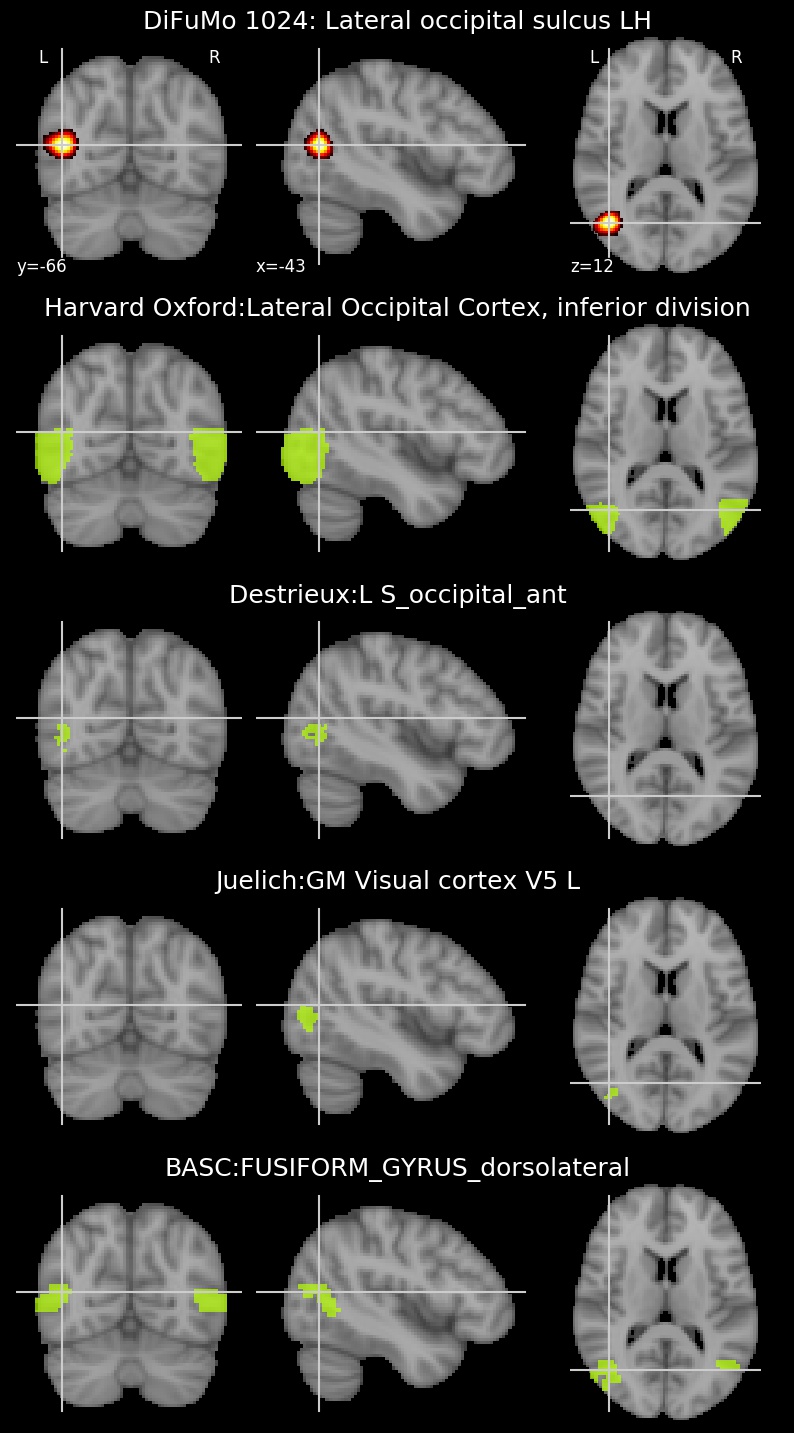 DiFuMo 1024: Lateral occipital sulcus LH
L R L R
y=-66 x=-43 z=12
Harvard Oxford:Lateral Occipital Cortex, inferior division
Destrieux:L S_occipital_ant
Juelich:GM Visual cortex V5 L
BASC:FUSIFORM_GYRUS_dorsolateral